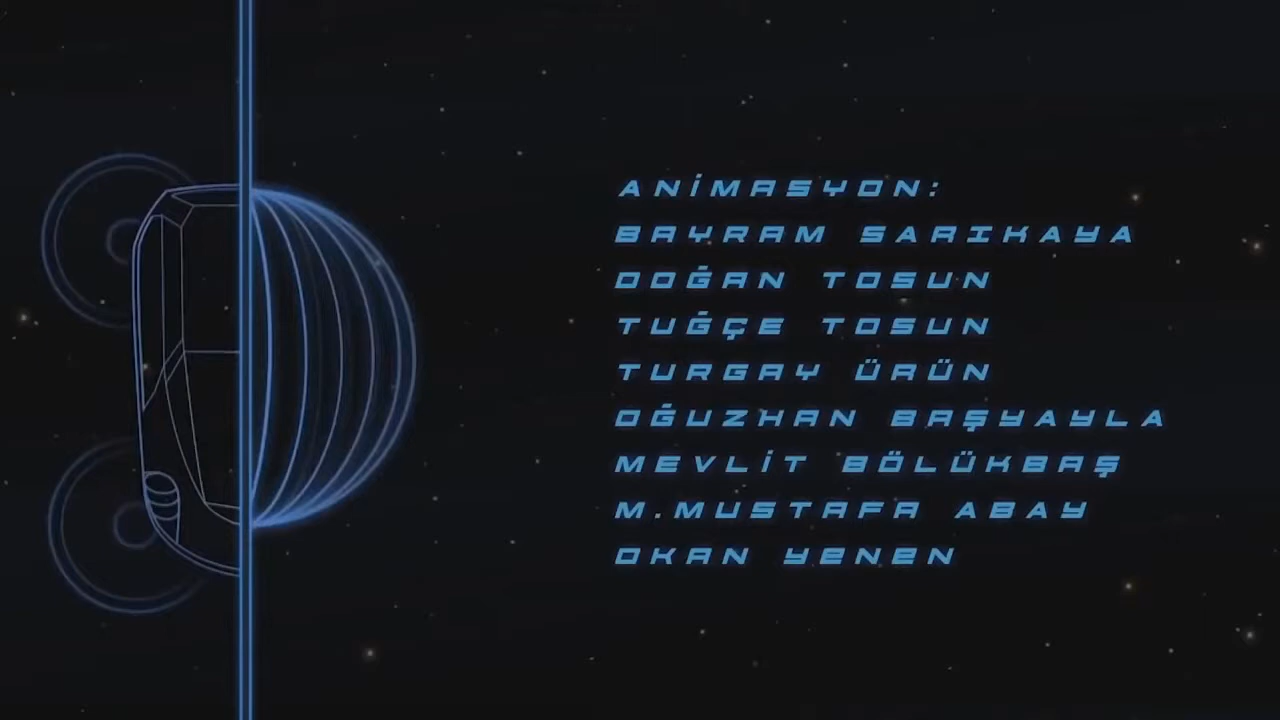 ANİMASYON:
BAYRAM SARIKAYA
DOĞAN TOSUN
TUĞÇE TOSUN
TURGAY ÜRÜN
OĞUZHAN BAŞYAYLA
MEVLİT BÖLÜKBAŞ
M.MUSTAFA ABAY
OKAN YENEN